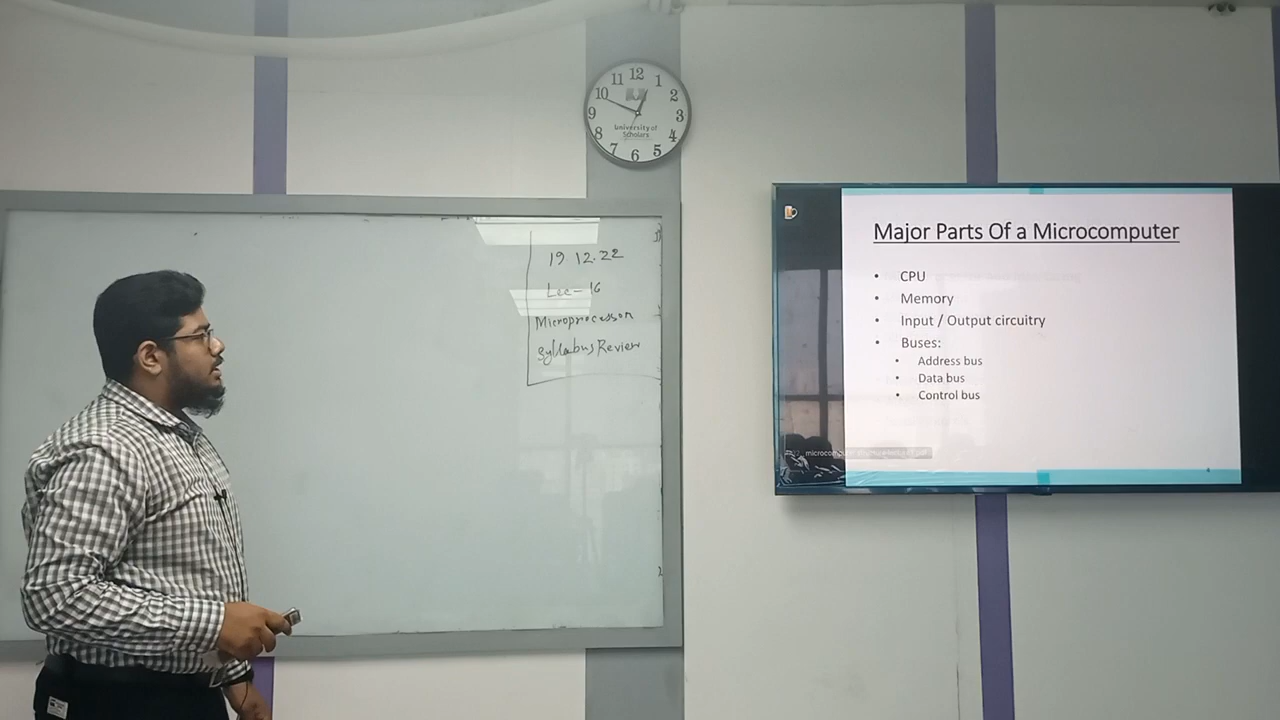 11 12 1
10 2
9 3
8 4
7 6 5
University of
Scholars
19 12.22
Lec- 16
Microprocesson
Syllabus Review
Major Parts Of a Microcomputer
• CPU
• Memory
• Input / Output circuitry
• Buses:
• Address bus
• Data bus
• Control bus